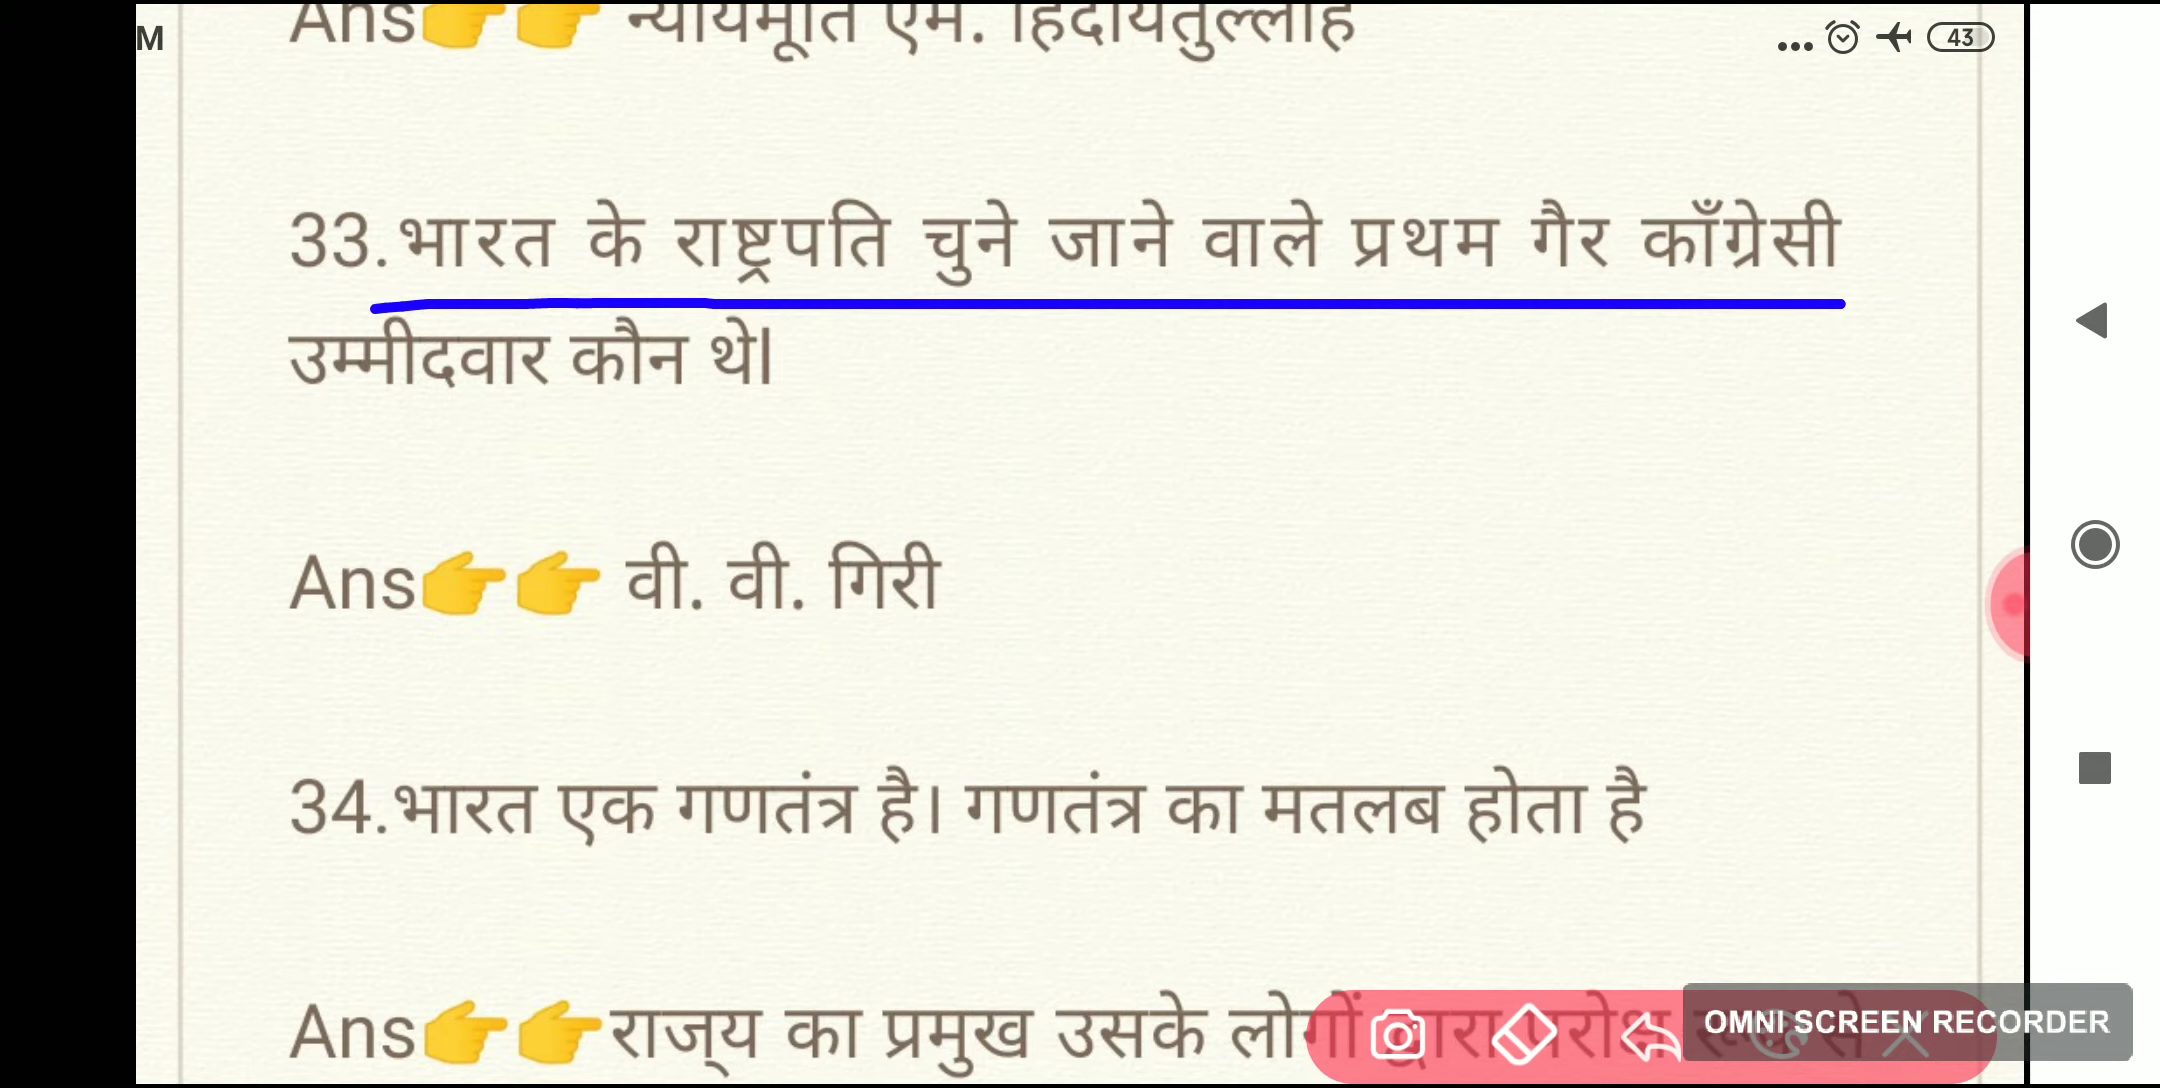 Ans👉👉 न्यायमूर्ति एम. हिदायतुल्लाह
M
43
33.भारत के राष्ट्रपति चुने जाने वाले प्रथम गैर काँग्रेसी
उम्मीदवार कौन थेl
Ans👉👉 वी. वी. गिरी
34.भारत एक गणतंत्र है। गणतंत्र का मतलब होता है
Ans👉👉राज्य का प्रमुख उसके लोगों द्वारा परोक्ष रूप से
OMNI SCREEN RECORDER